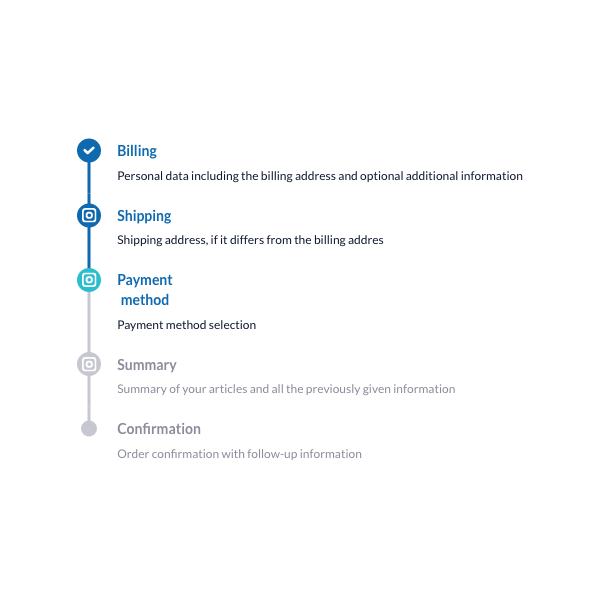 Billing
Personal data including the billing address and optional additional information
Shipping
Shipping address, if it differs from the billing addres
Payment
method
Payment method selection
Summary
Summary of your articles and all the previously given information
Confirmation
Order confirmation with follow-up information